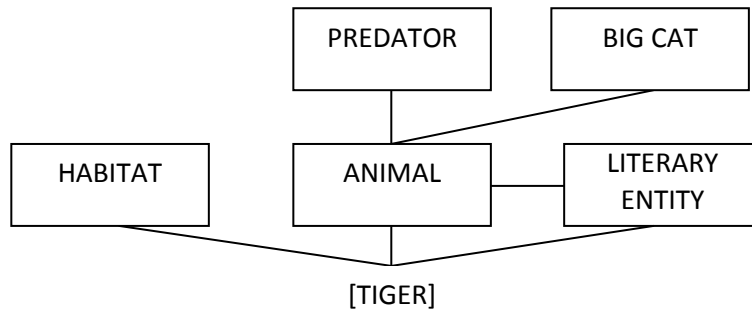 PREDATOR
BIG CAT
HABITAT
ANIMAL
LITERARY
ENTITY
[TIGER]